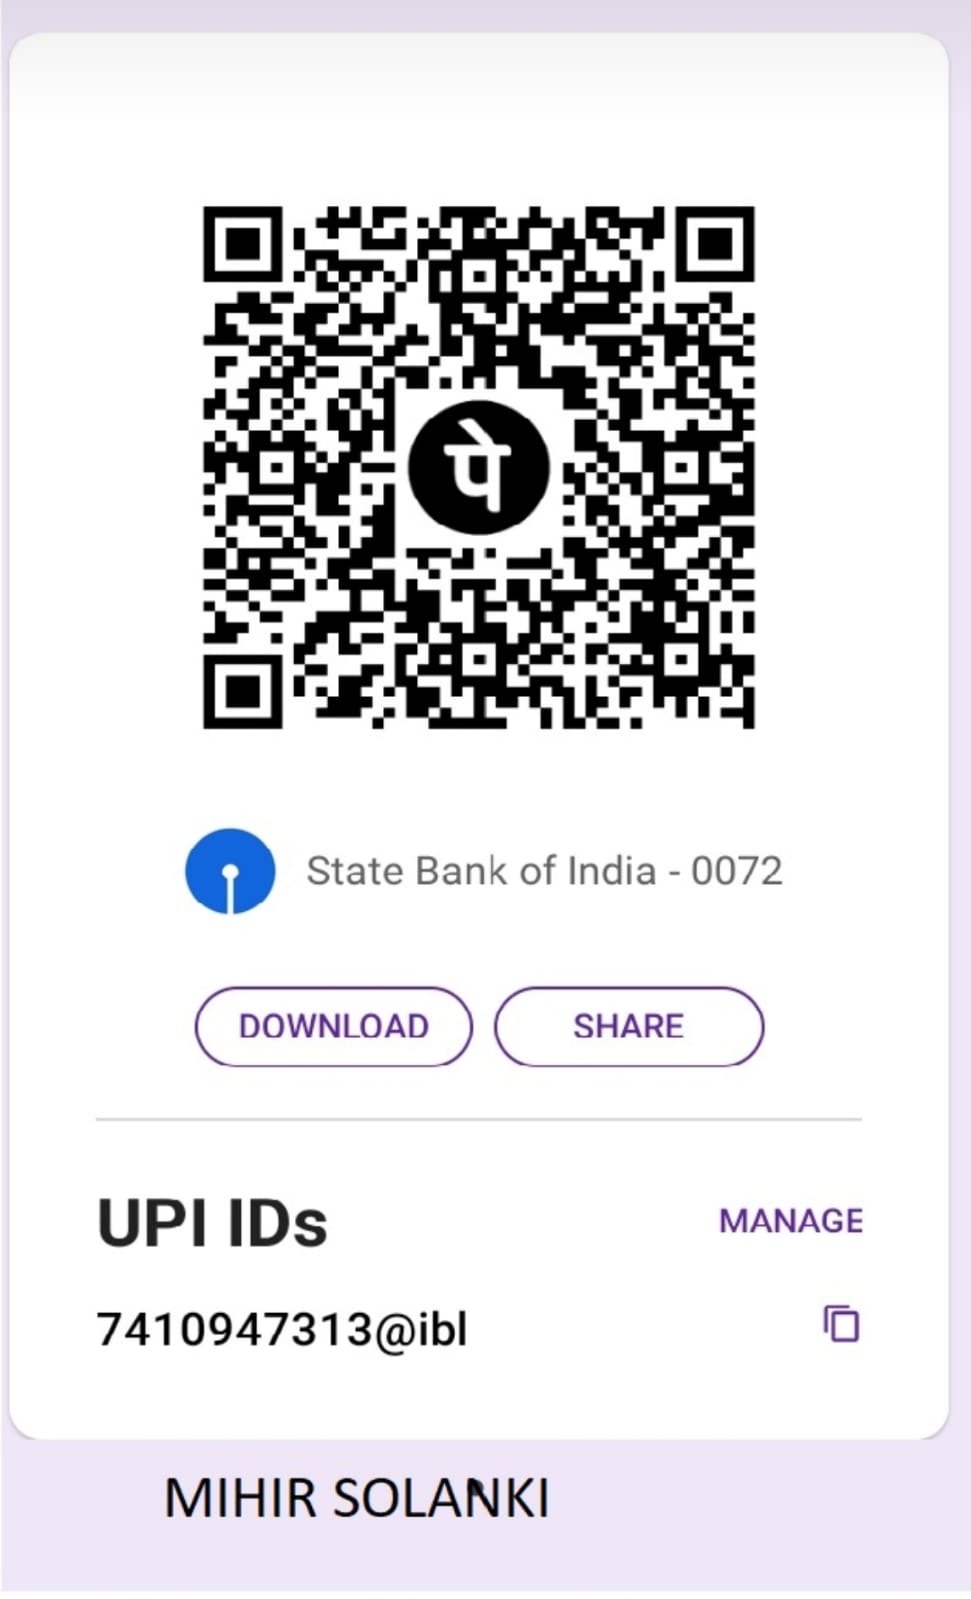 पे
State Bank of India - 0072
DOWNLOAD SHARE
UPI IDs MANAGE
7410947313@ibl
MIHIR SOLANKI